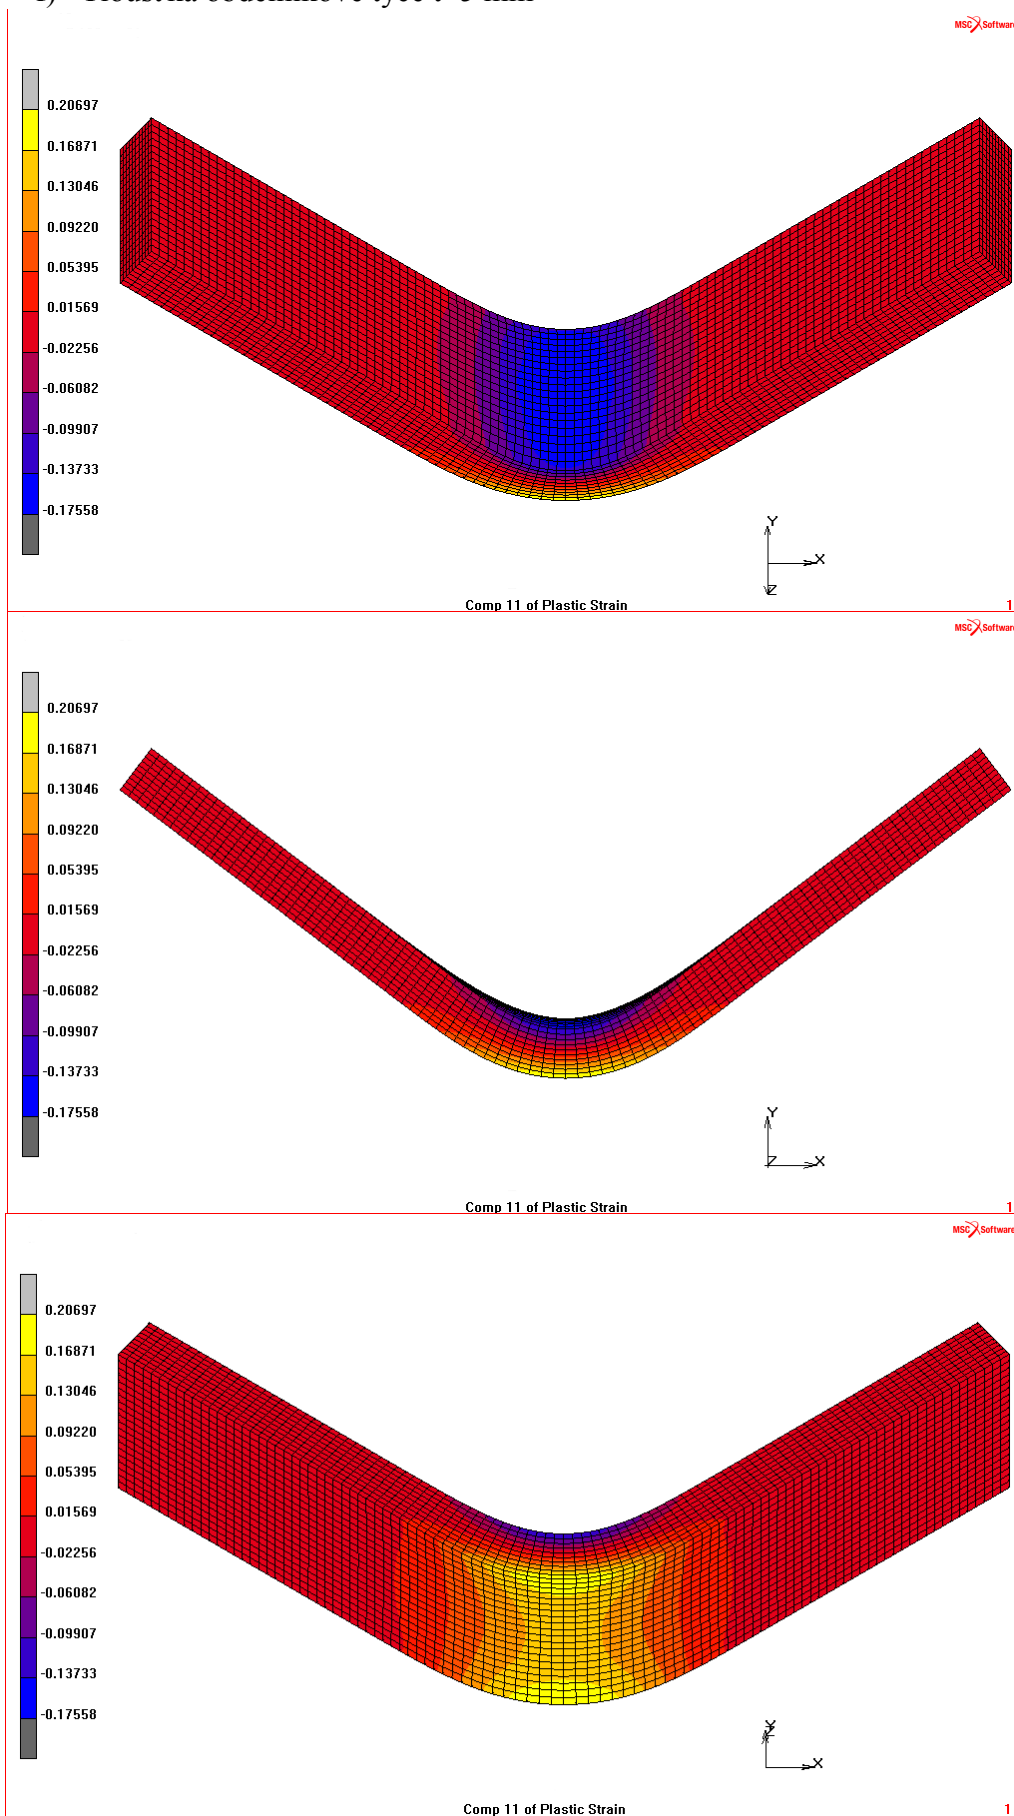 MSC Software
0.20697
0.16871
0.13046
0.09220
0.05395
0.01569
-0.02256
-0.06082
-0.09907
-0.13733
-0.17558
Y
X
Z
Comp 11 of Plastic Strain
1
MSC Software
0.20697
0.16871
0.13046
0.09220
0.05395
0.01569
-0.02256
-0.06082
-0.09907
-0.13733
-0.17558
Y
Z X
Comp 11 of Plastic Strain
1
MSC Software
0.20697
0.16871
0.13046
0.09220
0.05395
0.01569
-0.02256
-0.06082
-0.09907
-0.13733
-0.17558
Y
Z
X
Comp 11 of Plastic Strain
1